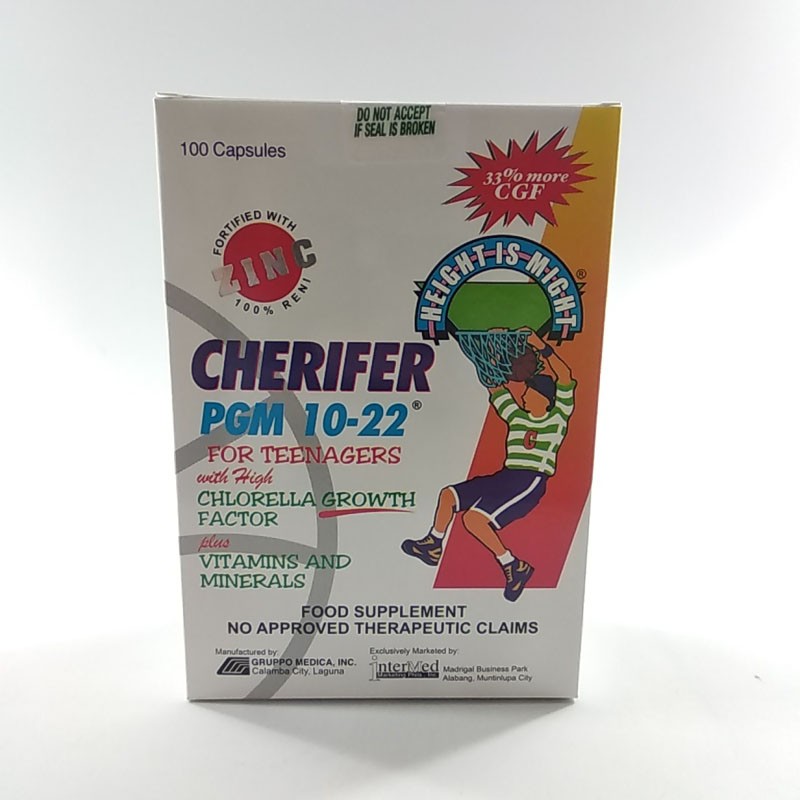 DO NOT ACCEPT
IF SEAL IS BROKEN
100 Capsules
33% more
CGF
FORTIFIED WITH
ZINC
100% RENI
HEIGHT·IS·MIGHT®
CHERIFER
PGM 10-22®
FOR TEENAGERS
with High
CHLORELLA GROWTH
FACTOR
plus
VITAMINS AND
MINERALS
C
FOOD SUPPLEMENT
NO APPROVED THERAPEUTIC CLAIMS
Manufactured by:
GRUPPO MEDICA, INC.
Calamba City, Laguna
Exclusively Marketed by:
interMed
Marketing Phils., Inc.
Madrigal Business Park
Alabang, Muntinlupa City